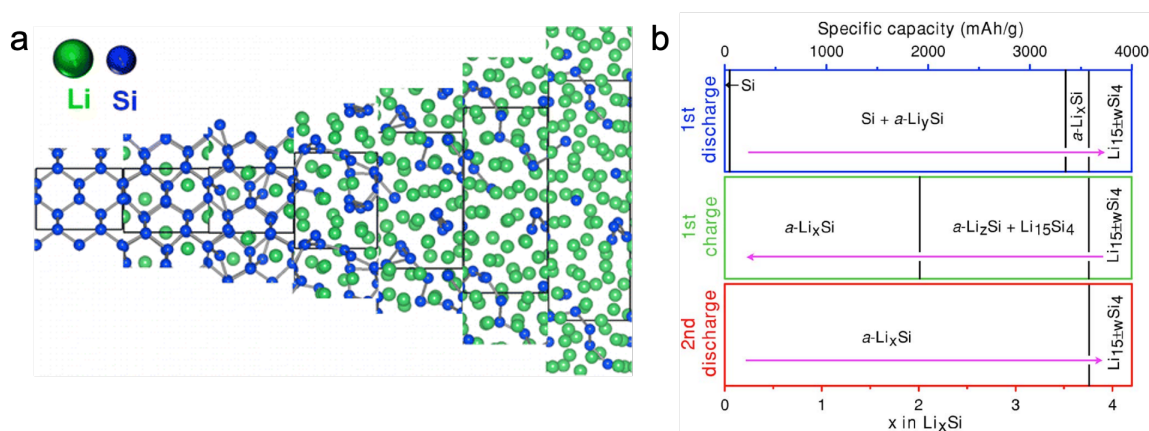 a
Li Si
b
Specific capacity (mAh/g)
0 1000 2000 3000 4000
1st
discharge
Si
Si + a-LiySi
a-LixSi
Li15±wSi4
1st
charge
a-LixSi
a-LizSi + Li15Si4
Li15±wSi4
2nd
discharge
a-LixSi
Li15±wSi4
0 1 2 3 4
x in LixSi